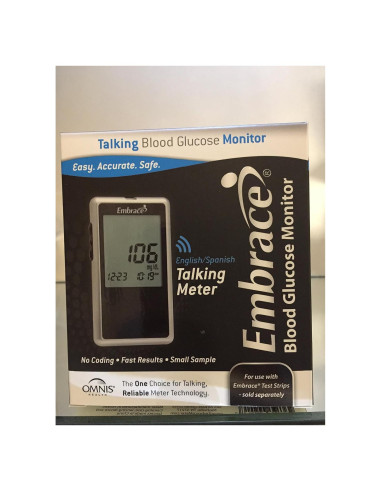 Talking Blood Glucose Monitor
Easy. Accurate. Safe.
Embrace
106
mg/dL
12-23 10:19
English/Spanish
Talking
Meter
No Coding • Fast Results • Small Sample
Embrace®
Blood Glucose Monitor
OMNIS
HEALTH
The One Choice for Talking,
Reliable Meter Technology.
For use with
Embrace® Test Strips
- sold separately